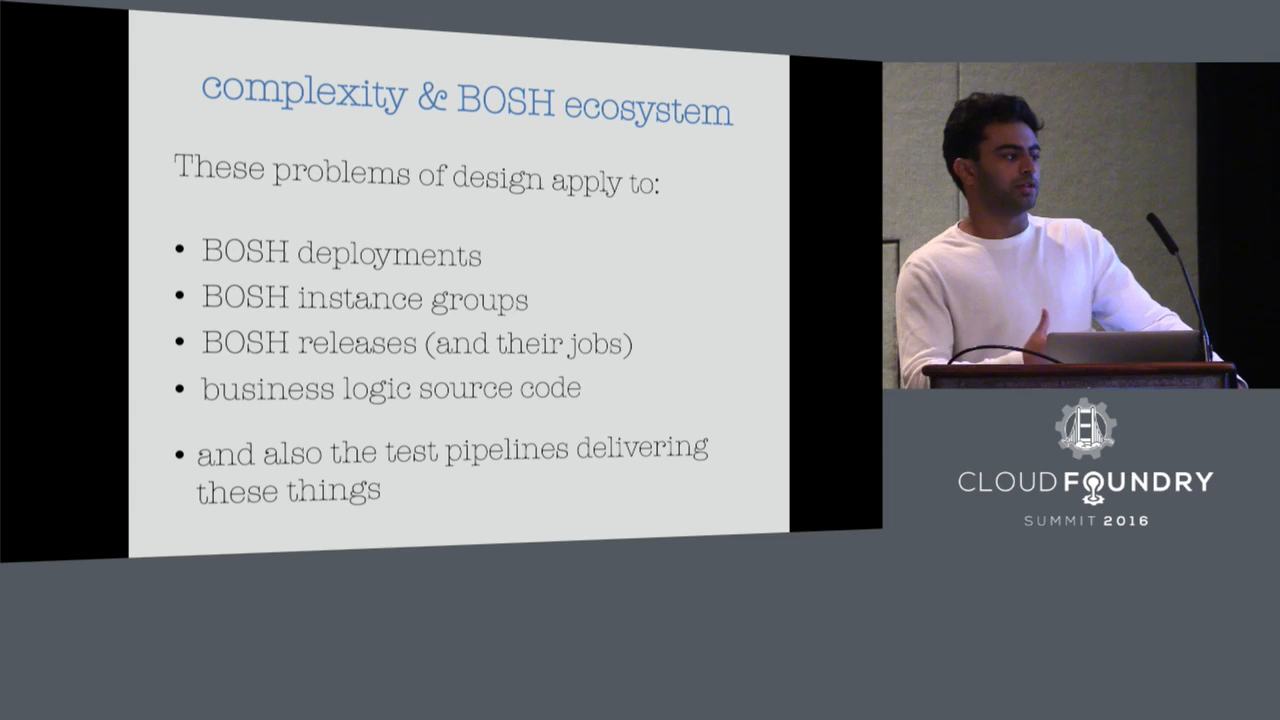 complexity & BOSH ecosystem
These problems of design apply to:
• BOSH deployments
• BOSH instance groups
• BOSH releases (and their jobs)
• business logic source code
• and also the test pipelines delivering
these things
CLOUD FOUNDRY
SUMMIT 2016